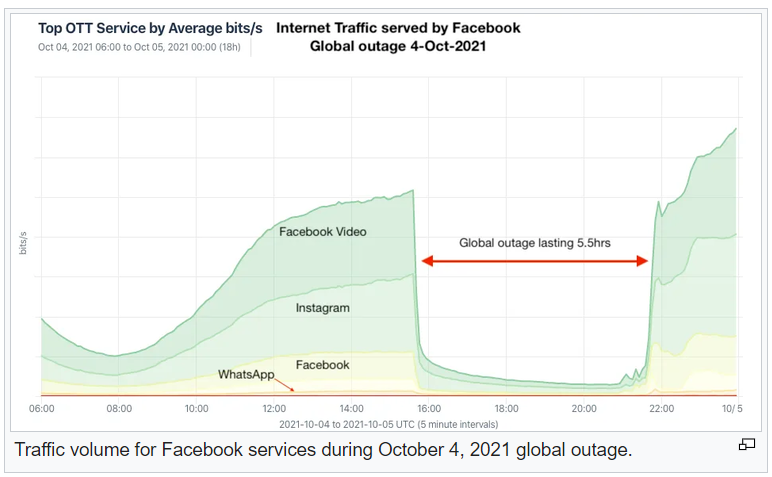 Top OTT Service by Average bits/s
Internet Traffic served by Facebook
Oct 04, 2021 06:00 to Oct 05, 2021 00:00 (18h)
Global outage 4-Oct-2021
bits/s
Facebook Video
Global outage lasting 5.5hrs
Instagram
Facebook
WhatsApp
06:00 08:00 10:00 12:00 14:00 16:00 18:00 20:00 22:00 10/5
2021-10-04 to 2021-10-05 UTC (5 minute intervals)
Traffic volume for Facebook services during October 4, 2021 global outage.